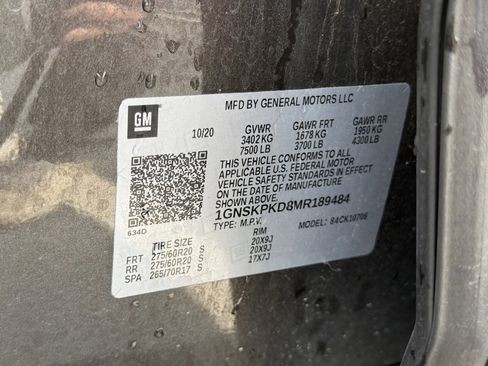 MFD BY GENERAL MOTORS LLC
GM
10/20 GVWR GAWR FRT GAWR RR
3402 KG 1678 KG 1950 KG
7500 LB 3700 LB 4300 LB
THIS VEHICLE CONFORMS TO ALL
APPLICABLE U.S. FEDERAL MOTOR
VEHICLE SAFETY STANDARDS IN EFFECT
ON THE DATE OF MANUFACTURE
SHOWN ABOVE.
1GNSKPKD8MR189484
634D
TYPE: M.P.V. MODEL: 84CK10706
TIRE SIZE RIM
FRT 275/60R20 S 20X9J
RR 275/60R20 S 20X9J
SPA 265/70R17 S 17X7J